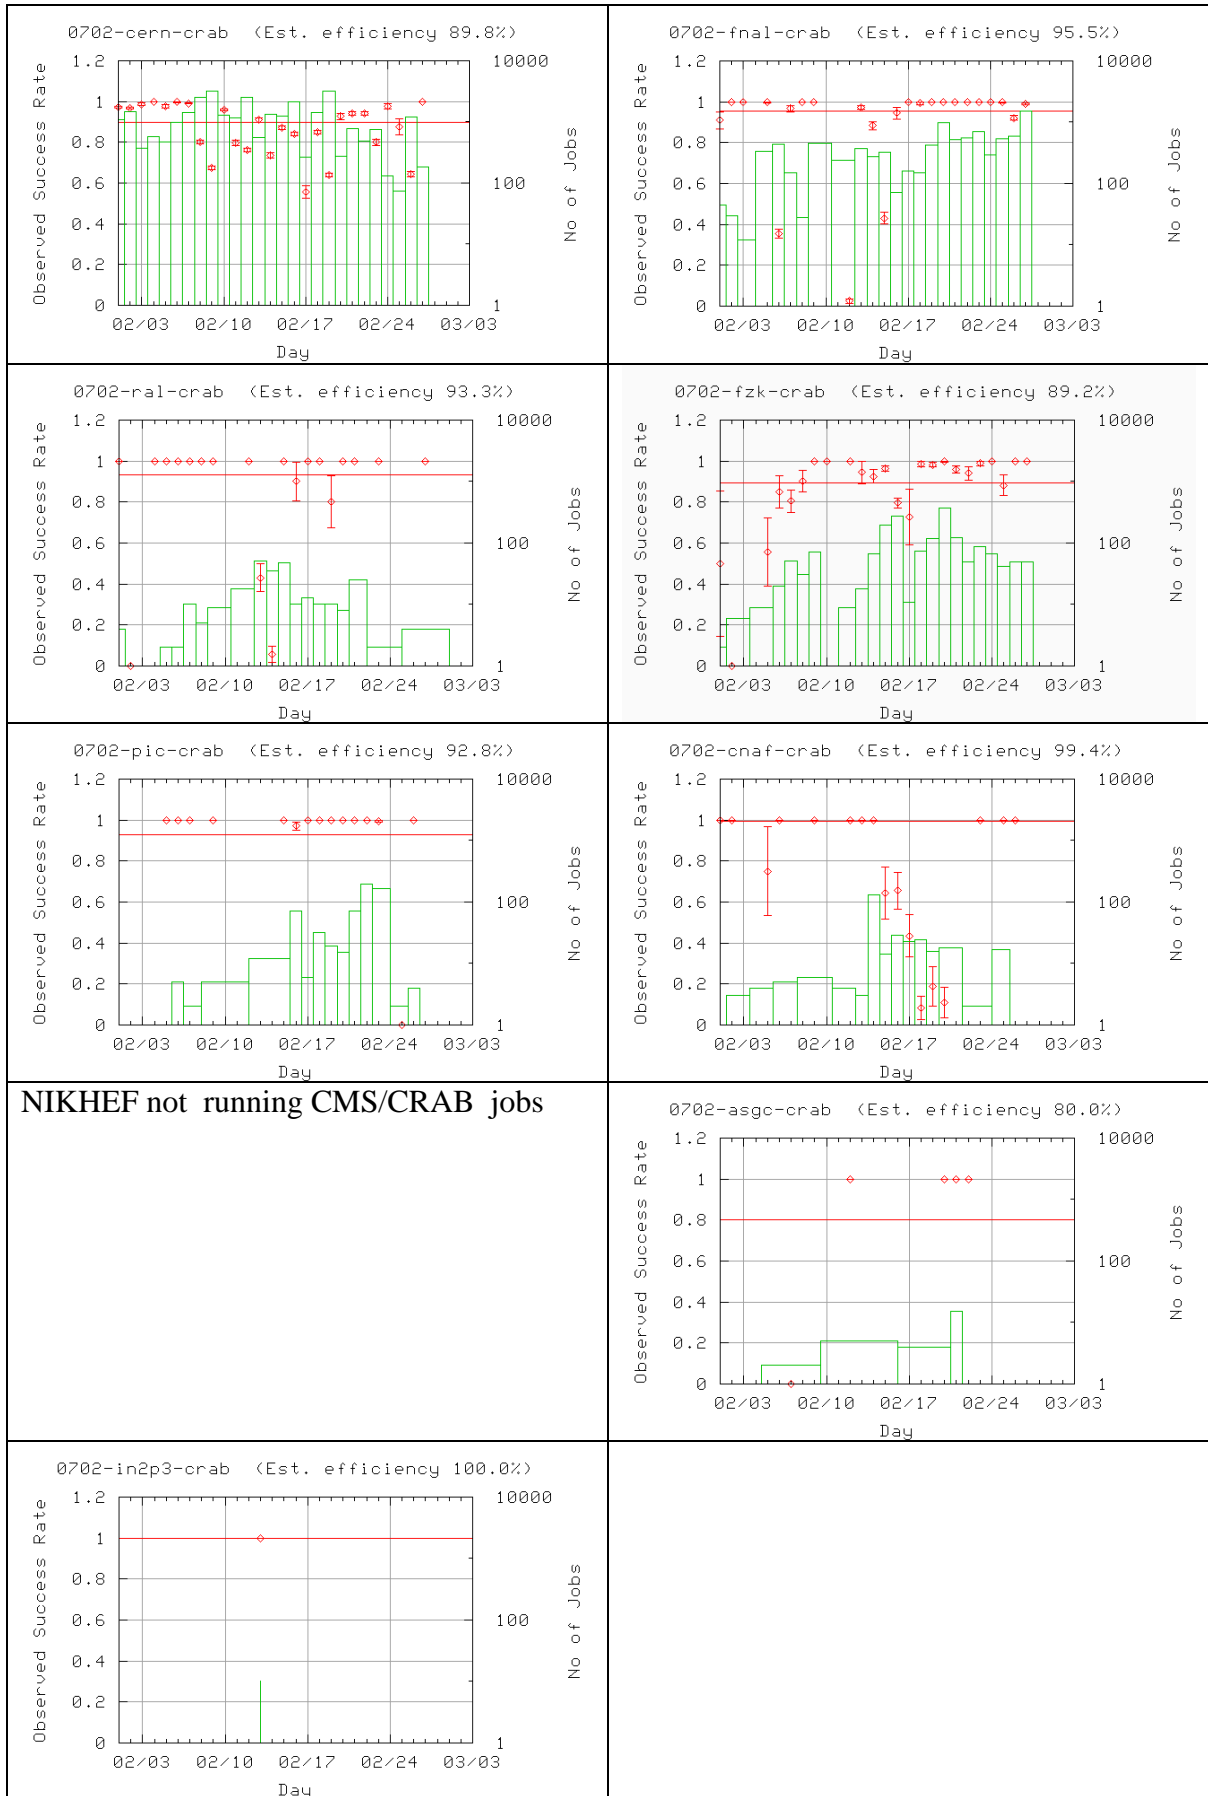 0702-cern-crab (Est. efficiency 89.8%)
1.2
1
0.8
0.6
0.4
0.2
0
Observed Success Rate
10000
100
1
No of Jobs
02/03 02/10 02/17 02/24 03/03
Day
0702-fnal-crab (Est. efficiency 95.5%)
1.2
1
0.8
0.6
0.4
0.2
0
Observed Success Rate
10000
100
1
No of Jobs
02/03 02/10 02/17 02/24 03/03
Day
0702-ral-crab (Est. efficiency 93.3%)
1.2
1
0.8
0.6
0.4
0.2
0
Observed Success Rate
10000
100
1
No of Jobs
02/03 02/10 02/17 02/24 03/03
Day
0702-fzk-crab (Est. efficiency 89.2%)
1.2
1
0.8
0.6
0.4
0.2
0
Observed Success Rate
10000
100
1
No of Jobs
02/03 02/10 02/17 02/24 03/03
Day
0702-pic-crab (Est. efficiency 92.8%)
1.2
1
0.8
0.6
0.4
0.2
0
Observed Success Rate
10000
100
1
No of Jobs
02/03 02/10 02/17 02/24 03/03
Day
0702-cnaf-crab (Est. efficiency 99.4%)
1.2
1
0.8
0.6
0.4
0.2
0
Observed Success Rate
10000
100
1
No of Jobs
02/03 02/10 02/17 02/24 03/03
Day
NIKHEF not running CMS/CRAB jobs
0702-asgc-crab (Est. efficiency 80.0%)
1.2
1
0.8
0.6
0.4
0.2
0
Observed Success Rate
10000
100
1
No of Jobs
02/03 02/10 02/17 02/24 03/03
Day
0702-in2p3-crab (Est. efficiency 100.0%)
1.2
1
0.8
0.6
0.4
0.2
0
Observed Success Rate
10000
100
1
No of Jobs
02/03 02/10 02/17 02/24 03/03
Day